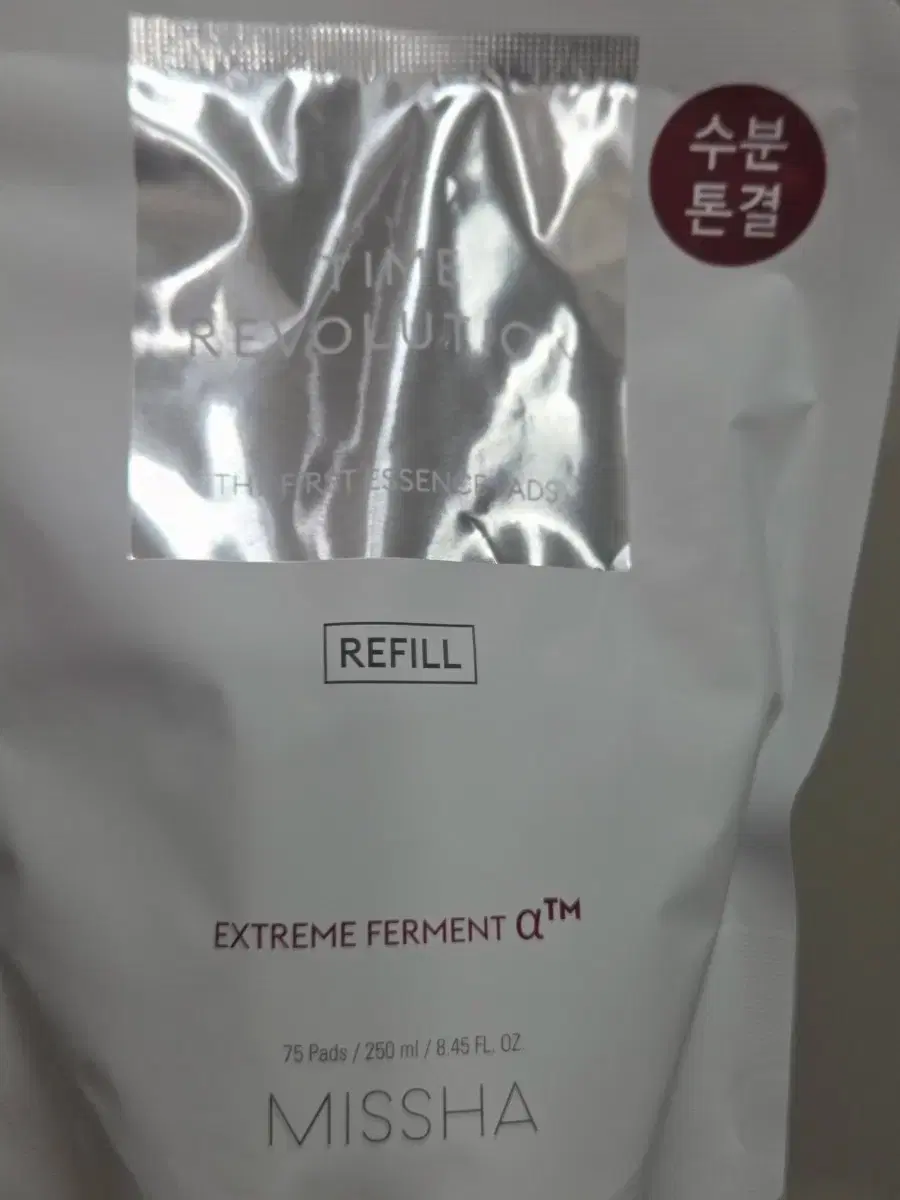 수분
톤결
TIME
REVOLUTION
THE FIRST ESSENCE PADS
REFILL
EXTREME FERMENT α™
75 Pads / 250 ml / 8.45 FL. OZ.
MISSHA